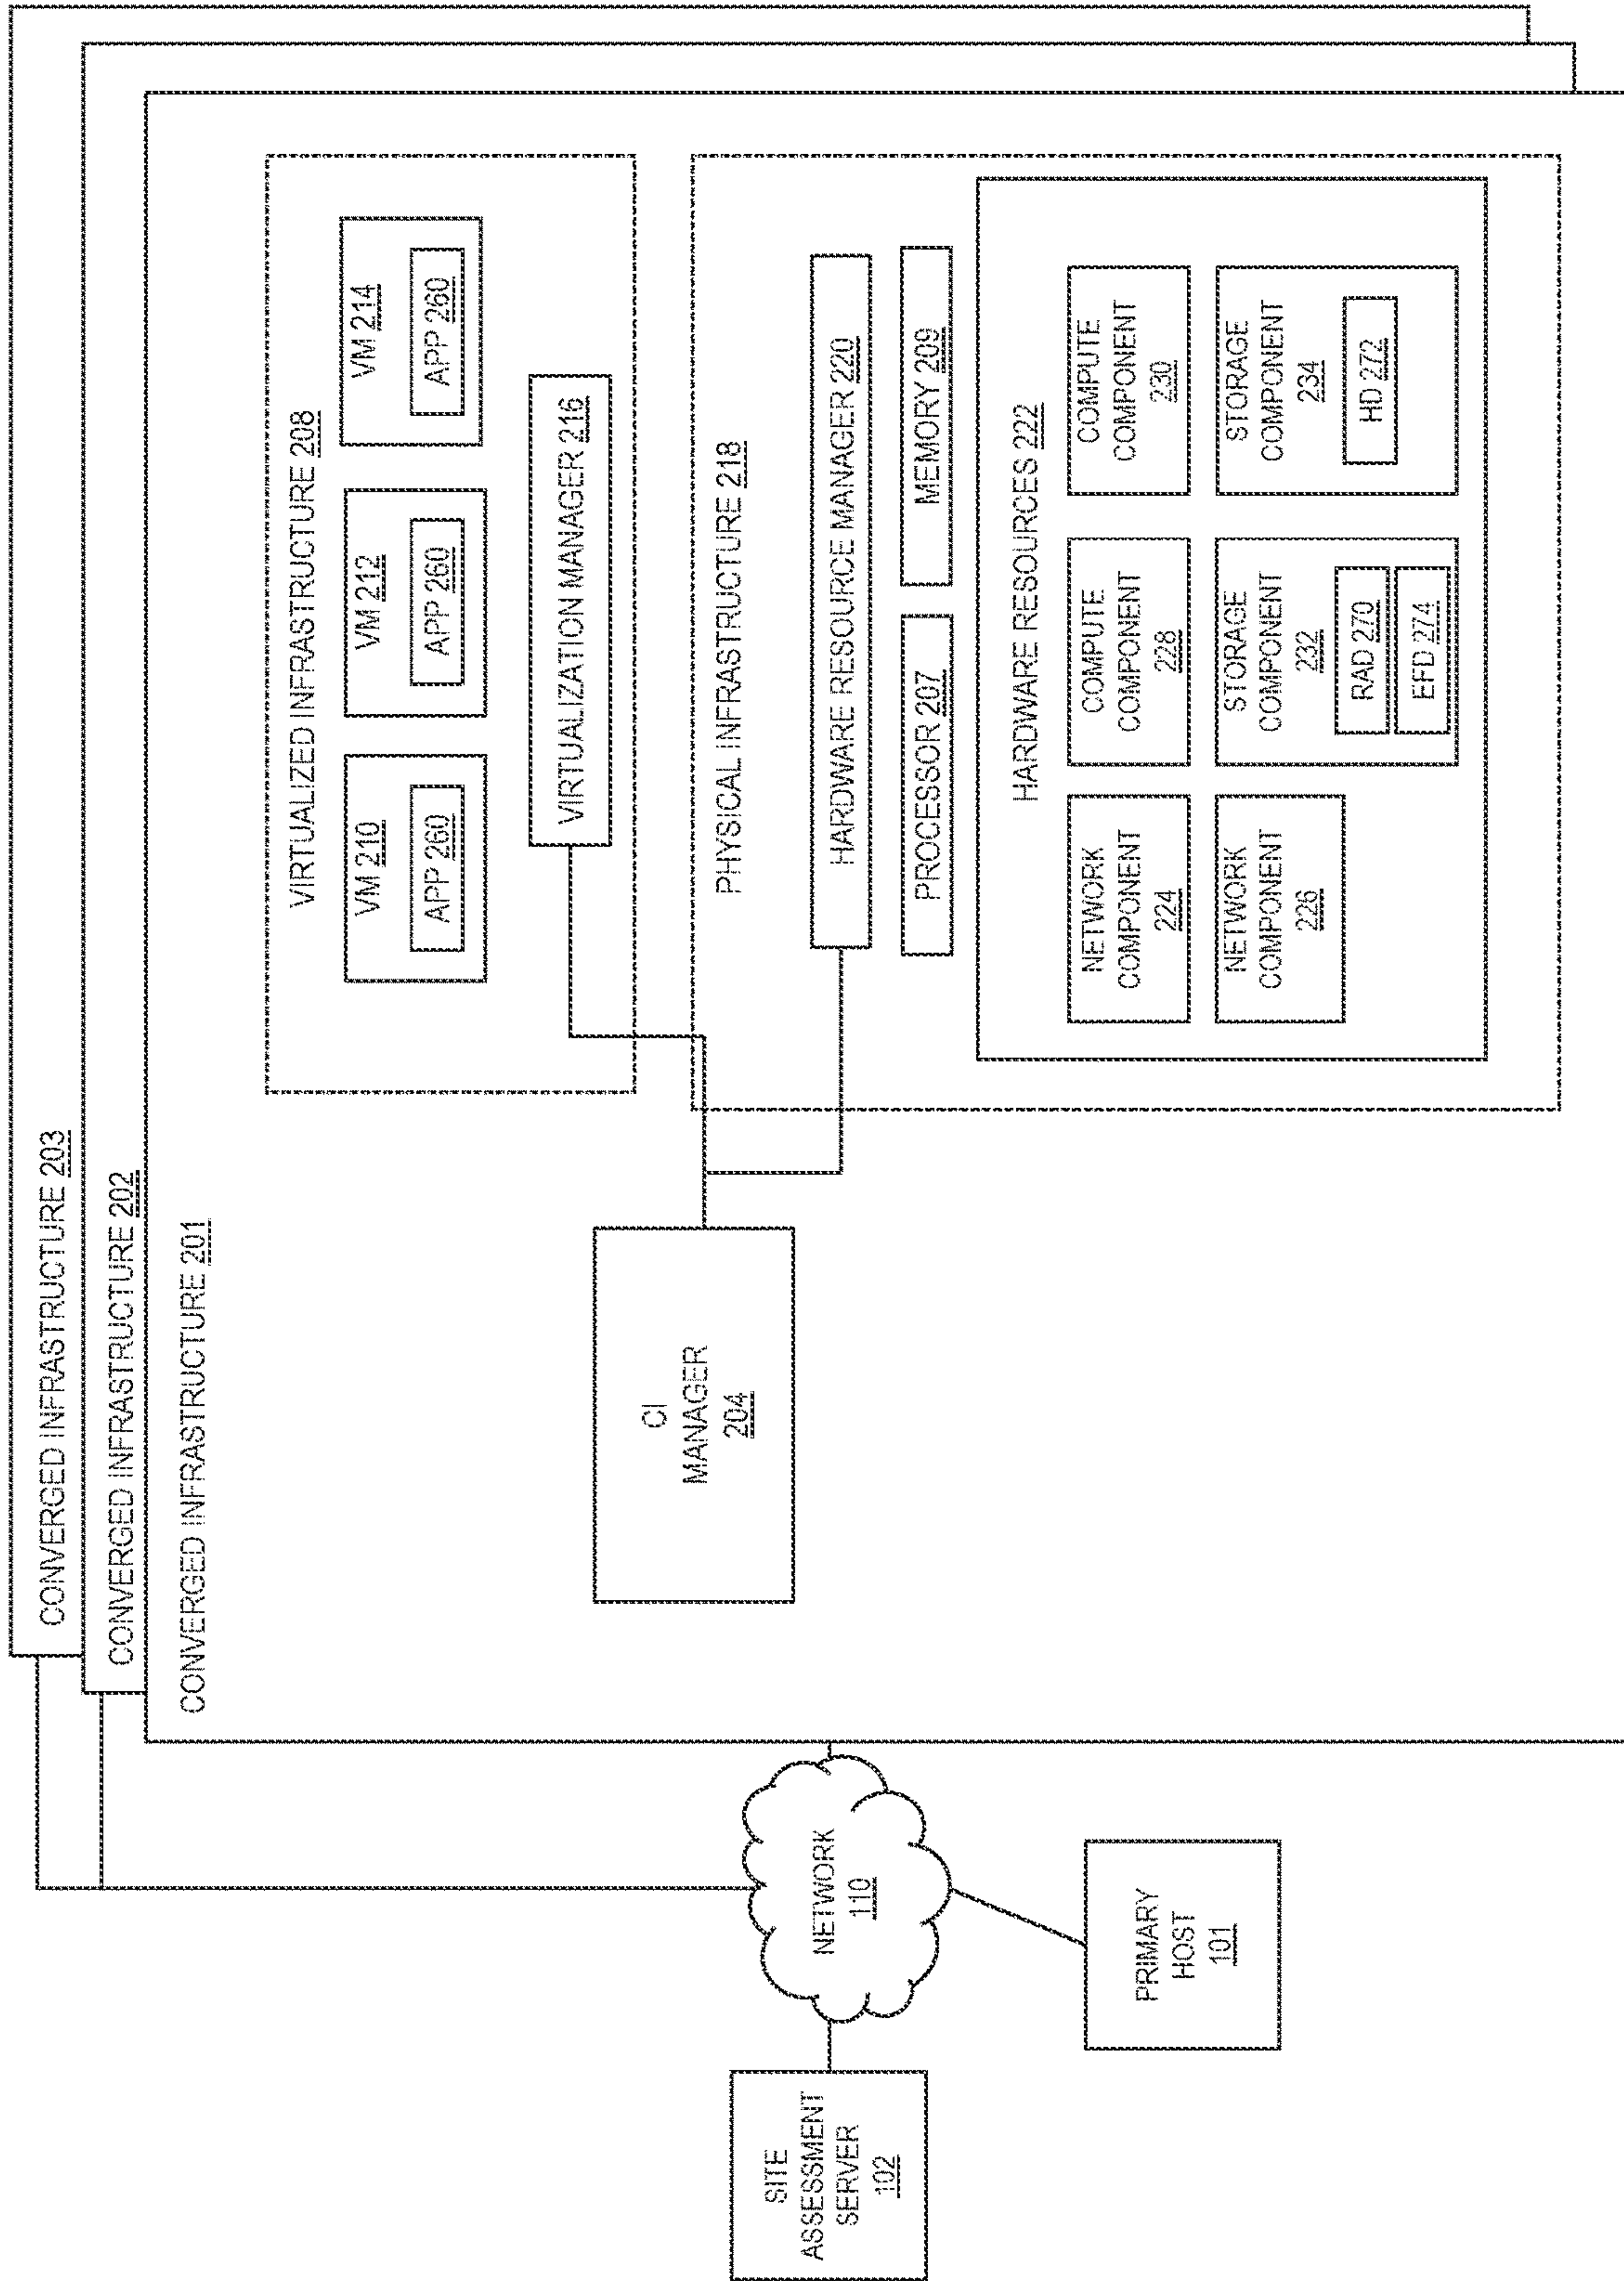 CONVERGED INFRASTRUCTURE 203
CONVERGED INFRASTRUCTURE 202
CONVERGED INFRASTRUCTURE 201
SITE
ASSESSMENT
SERVER
102
NETWORK
110
PRIMARY
HOST
101
CI
MANAGER
204
VIRTUALIZED INFRASTRUCTURE 208
VM 210
APP 260
VM 212
APP 260
VM 214
APP 260
VIRTUALIZATION MANAGER 216
PHYSICAL INFRASTRUCTURE 218
HARDWARE RESOURCE MANAGER 220
PROCESSOR 207
MEMORY 209
HARDWARE RESOURCES 222
NETWORK
COMPONENT
224
COMPUTE
COMPONENT
228
COMPUTE
COMPONENT
230
NETWORK
COMPONENT
226
STORAGE
COMPONENT
232
RAD 270
EFD 274
STORAGE
COMPONENT
234
HD 272